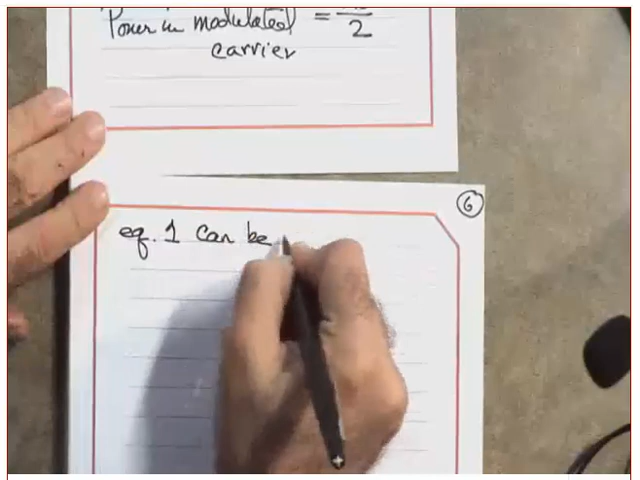 Power in modulated =
2
carrier
6
eq. 1 can be